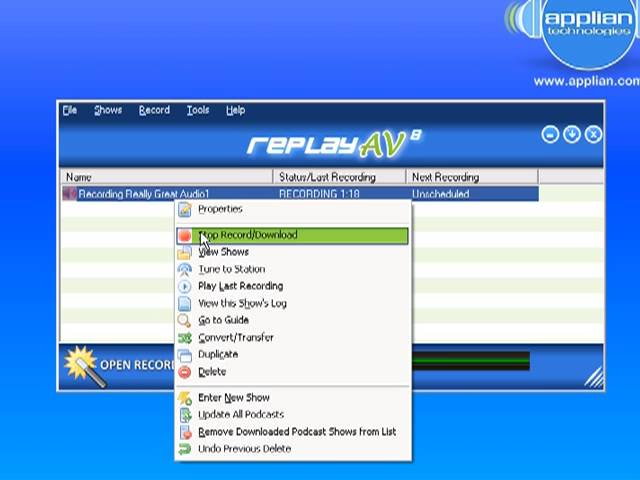 applian
technologies
www.applian.com
File Shows Record Tools Help
REPLAY AV 8
Name Status/Last Recording Next Recording
Recording Really Great Audio1 RECORDING 1:18 Unscheduled
Properties
Stop Record/Download
View Shows
Tune to Station
Play Last Recording
View this Show's Log
Go to Guide
Convert/Transfer
Duplicate
Delete
OPEN RECORD
Enter New Show
Update All Podcasts
Remove Downloaded Podcast Shows from List
Undo Previous Delete